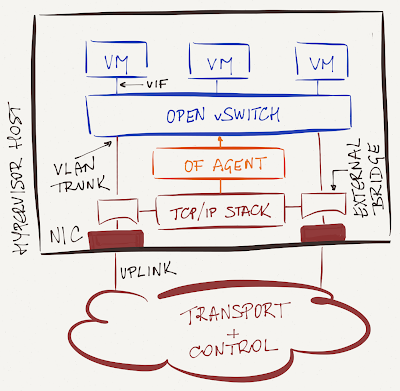 VM
VM
VM
VIF
OPEN vSWITCH
VLAN
TRUNK
OF AGENT
TCP/IP STACK
EXTERNAL
BRIDGE
HYPERVISOR HOST
NIC
UPLINK
TRANSPORT
+
CONTROL